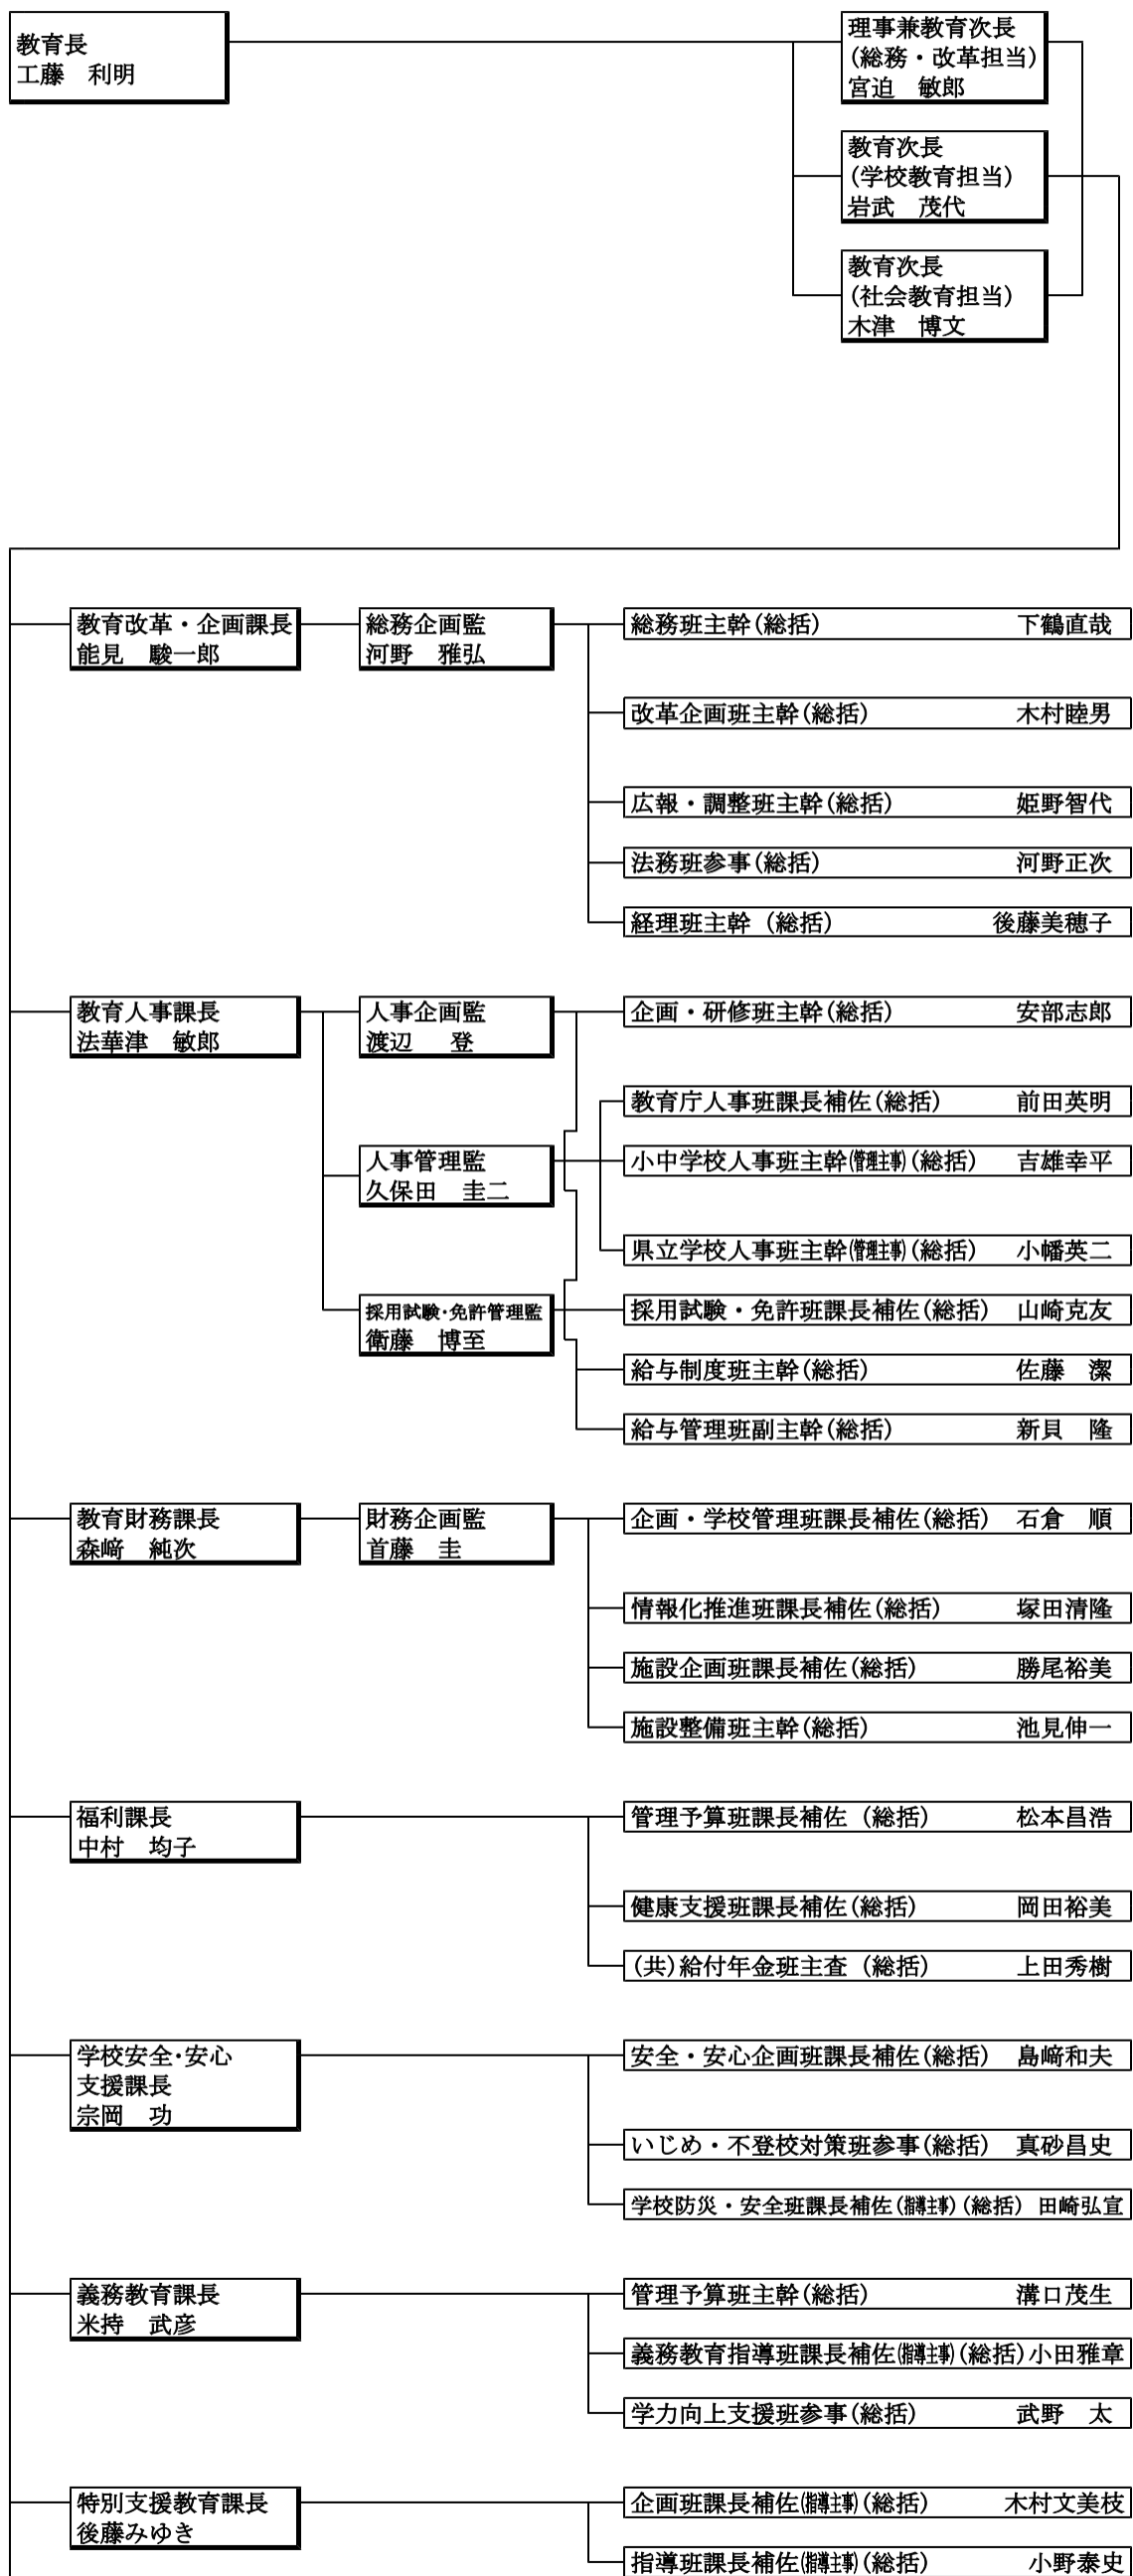 教育長
工藤　利明
理事兼教育次長
(総務・改革担当)
宮迫　敏郎
教育次長
(学校教育担当)
岩武　茂代
教育次長
(社会教育担当)
木津　博文
教育改革・企画課長
能見　駿一郎
総務企画監
河野　雅弘
総務班主幹(総括)　下鶴直哉
改革企画班主幹(総括)　木村睦男
広報・調整班主幹(総括)　姫野智代
法務班参事(総括)　河野正次
経理班主幹（総括)　後藤美穂子
教育人事課長
法華津　敏郎
人事企画監
渡辺　登
企画・研修班主幹(総括)　安部志郎
教育庁人事班課長補佐(総括)　前田英明
人事管理監
久保田　圭二
小中学校人事班主幹(管理主事)(総括)　吉雄幸平
県立学校人事班主幹(管理主事)(総括)　小幡英二
採用試験・免許管理監
衛藤　博至
採用試験・免許班課長補佐(総括)　山崎克友
給与制度班主幹(総括)　佐藤　潔
給与管理班副主幹(総括)　新貝　隆
教育財務課長
森﨑　純次
財務企画監
首藤　圭
企画・学校管理班課長補佐(総括)　石倉　順
情報化推進班課長補佐(総括)　塚田清隆
施設企画班課長補佐(総括)　勝尾裕美
施設整備班主幹(総括)　池見伸一
福利課長
中村　均子
管理予算班課長補佐（総括)　松本昌浩
健康支援班課長補佐(総括)　岡田裕美
(共)給付年金班主査（総括)　上田秀樹
学校安全・安心
支援課長
宗岡　功
安全・安心企画班課長補佐(総括)　島﨑和夫
いじめ・不登校対策班参事(総括)　真砂昌史
学校防災・安全班課長補佐(指導主事)(総括)　田崎弘宣
義務教育課長
米持　武彦
管理予算班主幹(総括)　溝口茂生
義務教育指導班課長補佐(指導主事)(総括)小田雅章
学力向上支援班参事(総括)　武野　太
特別支援教育課長
後藤みゆき
企画班課長補佐(指導主事)(総括)　木村文美枝
指導班課長補佐(指導主事)(総括)　小野泰史